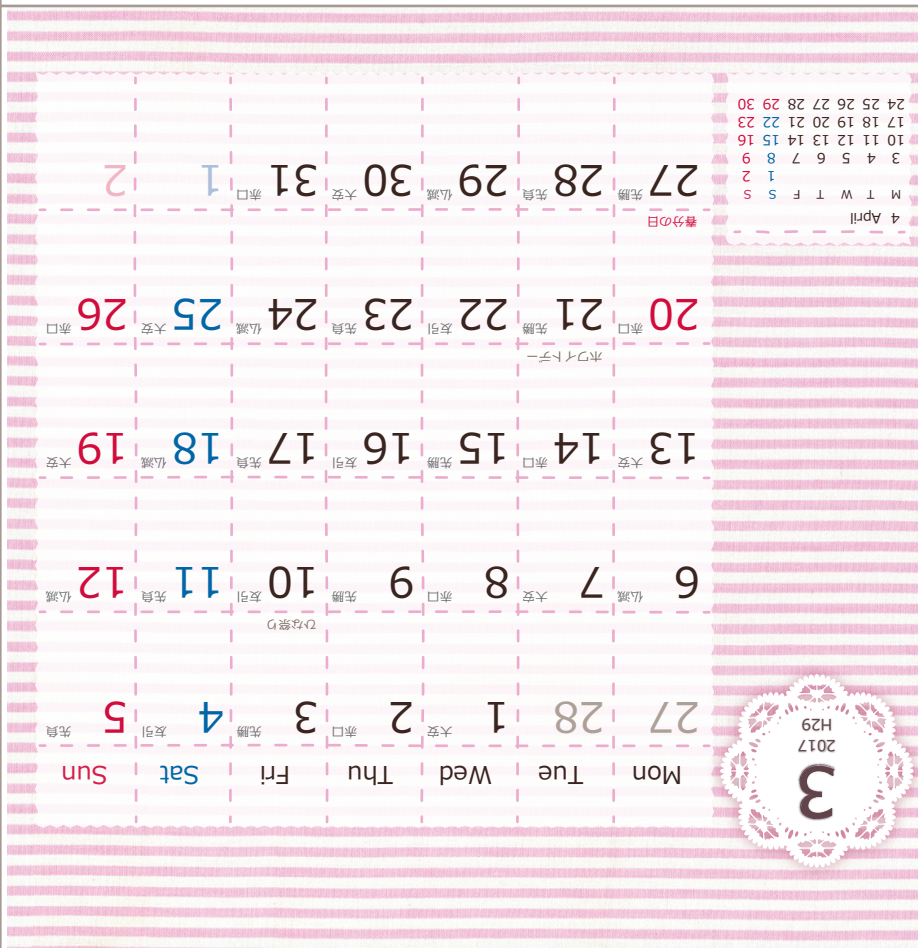 3
2017
H29
Mon Tue Wed Thu Fri Sat Sun
27 28 1 大安 2 赤口 3 先勝 4 友引 5 先負
ひな祭り
6 仏滅 7 大安 8 赤口 9 先勝 10 友引 11 先負 12 仏滅
13 大安 14 赤口 15 先勝 16 友引 17 先負 18 仏滅 19 大安
ホワイトデー
20 赤口 21 先勝 22 友引 23 先負 24 仏滅 25 大安 26 赤口
春分の日
27 先勝 28 先負 29 仏滅 30 大安 31 赤口 1 2
4 April
M T W T F S S
1 2
3 4 5 6 7 8 9
10 11 12 13 14 15 16
17 18 19 20 21 22 23
24 25 26 27 28 29 30